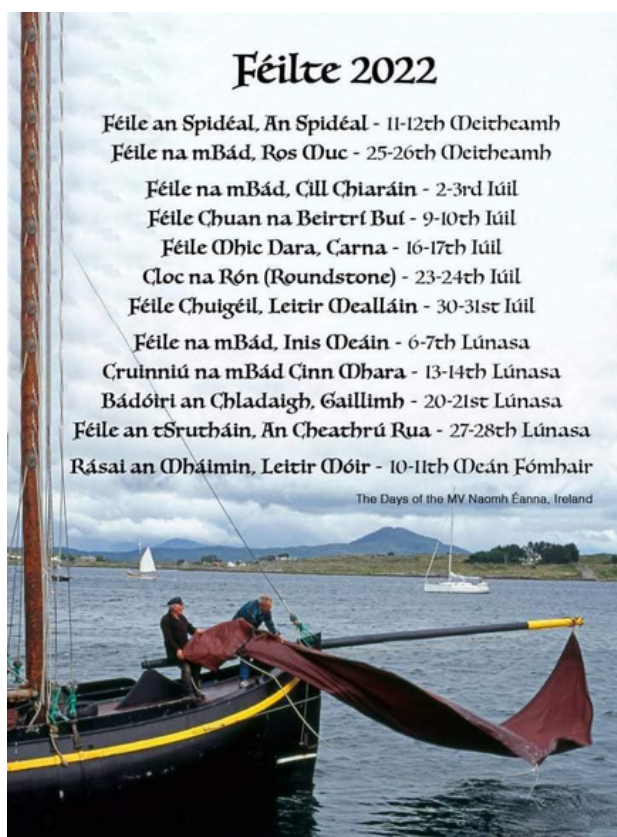 Féilte 2022
Féile an Spidéal, An Spidéal - 11-12th Meitheamh
Féile na mBád, Ros Muc - 25-26th Meitheamh
Féile na mBád, Cill Chiaráin - 2-3rd Iúil
Féile Chuan na Beirtrí Buí - 9-10th Iúil
Féile Mhic Dara, Carna - 16-17th Iúil
Cloc na Rón (Roundstone) - 23-24th Iúil
Féile Chuigéil, Leitir Mealláin - 30-31st Iúil
Féile na mBád, Inis Meáin - 6-7th Lúnasa
Cruinniú na mBád Cinn Mhara - 13-14th Lúnasa
Bádóiri an Chladaigh, Gaillimh - 20-21st Lúnasa
Féile an tSrutháin, An Cheathrú Rua - 27-28th Lúnasa
Rásai an Mháimin, Leitir Móir - 10-11th Meán Fómhair
The Days of the MV Naomh Éanna, Ireland